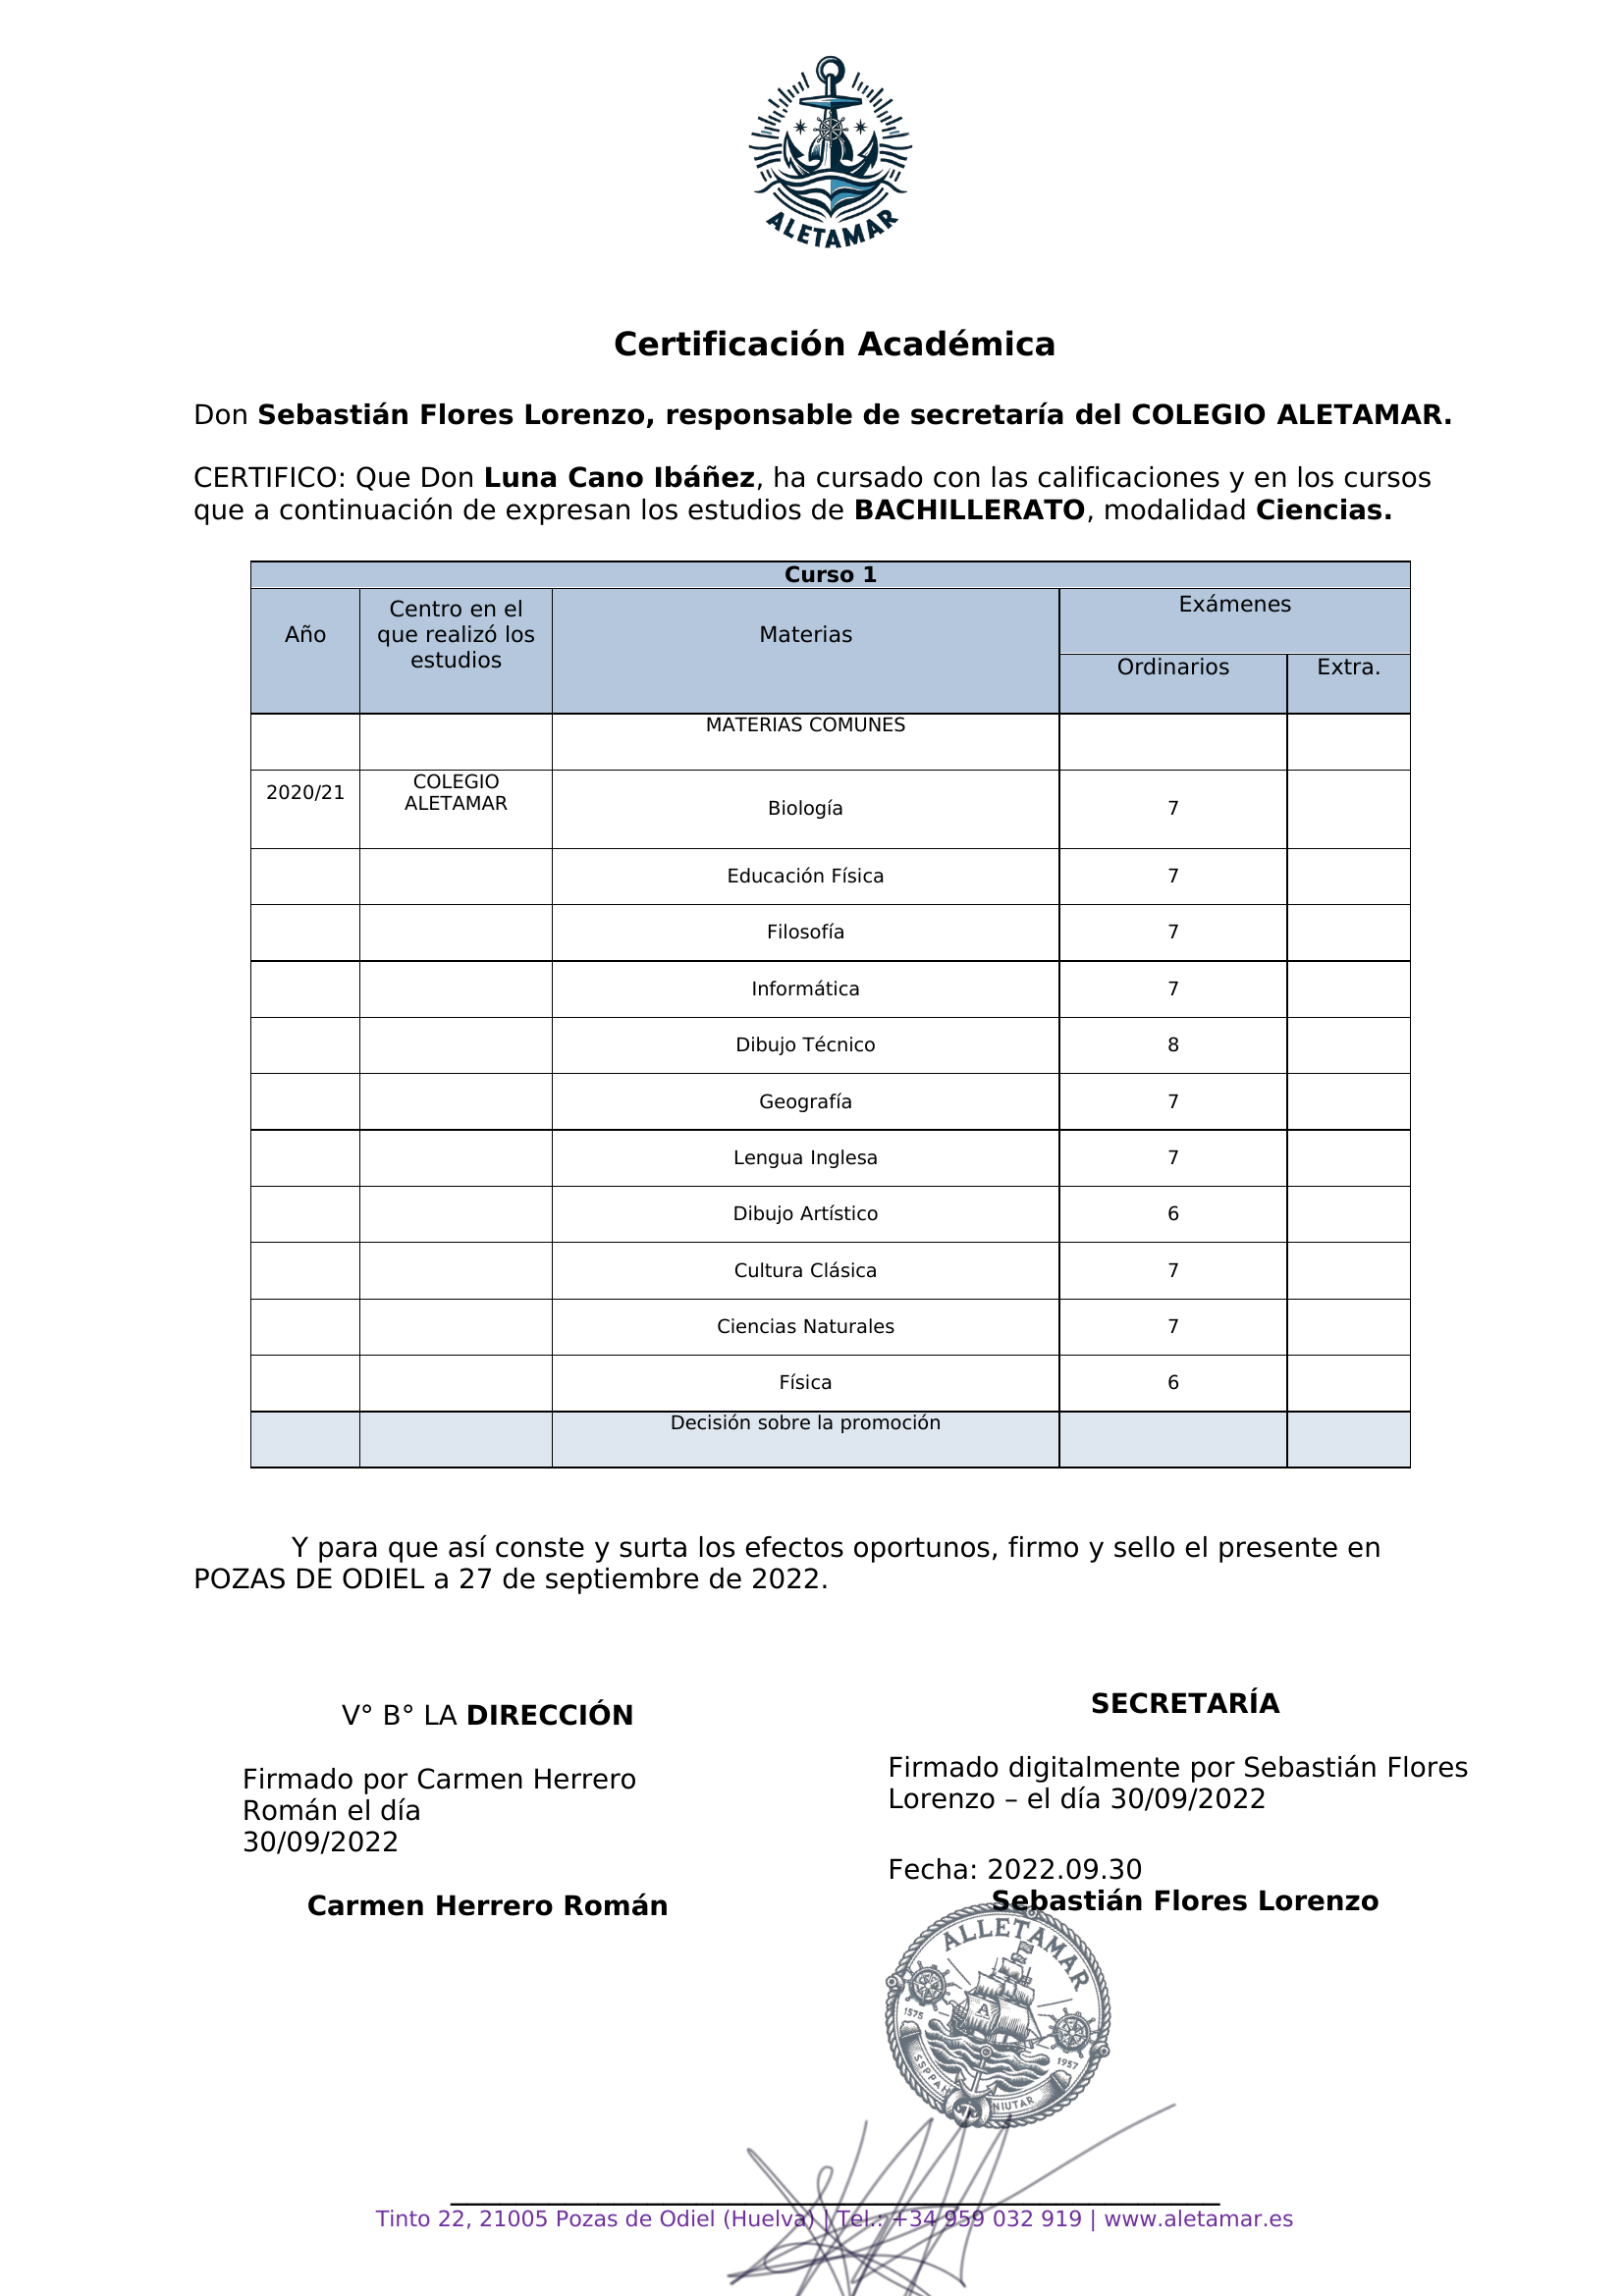 ALETAMAR
Certificación Académica
Don Sebastián Flores Lorenzo, responsable de secretaría del COLEGIO ALETAMAR.
CERTIFICO: Que Don Luna Cano Ibáñez, ha cursado con las calificaciones y en los cursos
que a continuación de expresan los estudios de BACHILLERATO, modalidad Ciencias.
Curso 1
Año
Centro en el
que realizó los
estudios
Materias
Exámenes
Ordinarios
Extra.
MATERIAS COMUNES
2020/21
COLEGIO
ALETAMAR
Biología 7
Educación Física 7
Filosofía 7
Informática 7
Dibujo Técnico 8
Geografía 7
Lengua Inglesa 7
Dibujo Artístico 6
Cultura Clásica 7
Ciencias Naturales 7
Física 6
Decisión sobre la promoción
Y para que así conste y surta los efectos oportunos, firmo y sello el presente en
POZAS DE ODIEL a 27 de septiembre de 2022.
V° B° LA DIRECCIÓN
Firmado por Carmen Herrero
Román el día
30/09/2022
Carmen Herrero Román
SECRETARÍA
Firmado digitalmente por Sebastián Flores
Lorenzo – el día 30/09/2022
Fecha: 2022.09.30
Sebastián Flores Lorenzo
ALLETAMAR
A
1575
1957
NIUTAR
Tinto 22, 21005 Pozas de Odiel (Huelva) | Tel.: +34 959 032 919 | www.aletamar.es